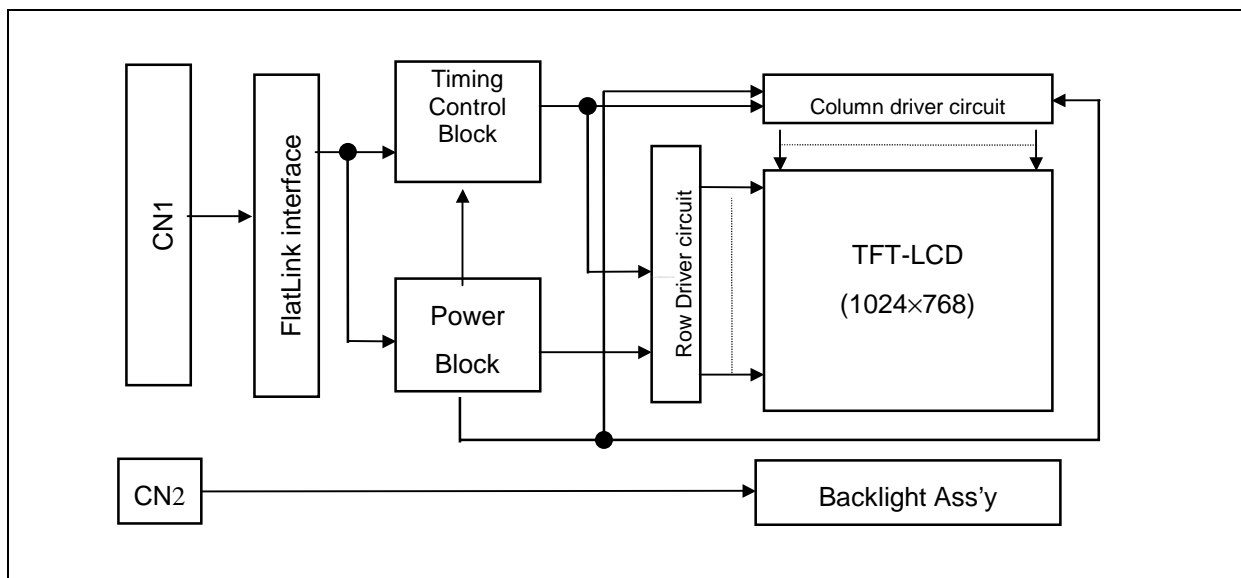 CN1
FlatLink interface
Timing
Control
Block
Power
Block
Row Driver circuit
Column driver circuit
TFT-LCD
(1024×768)
CN2
Backlight Ass’y